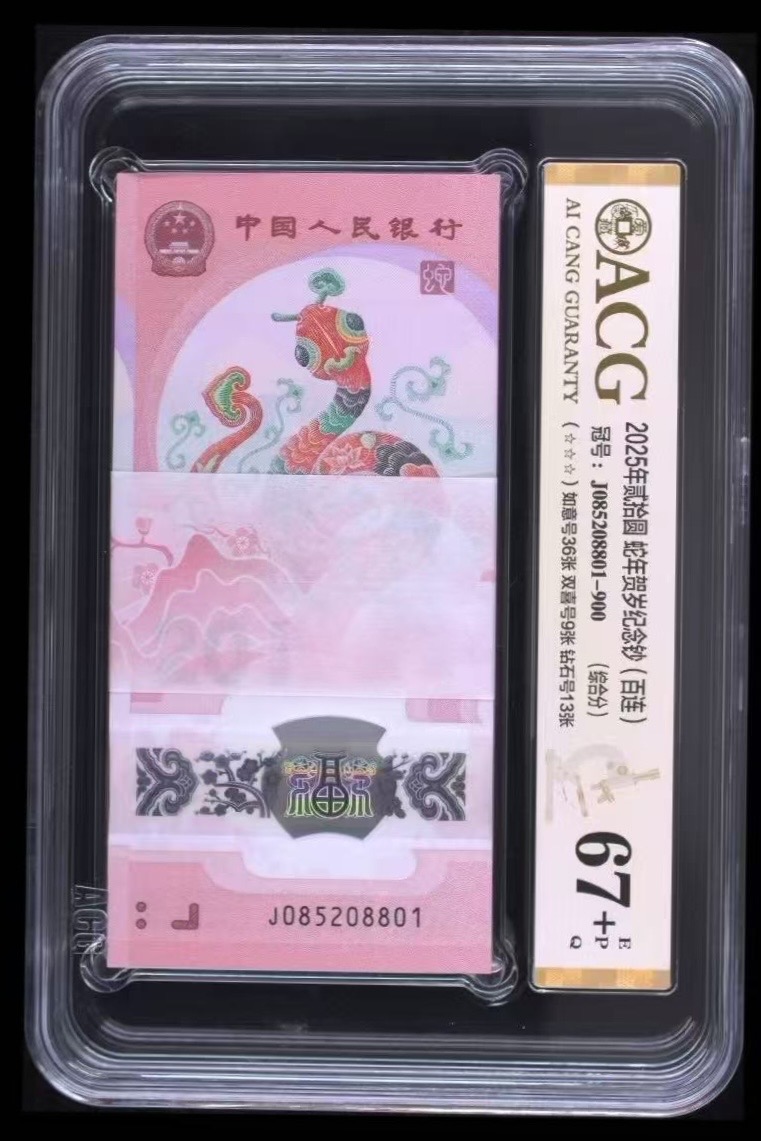 中国人民银行
蛇
J085208801
ACG
AI CANG GUARANTY
2025年贰拾圆 蛇年贺岁纪念钞（百连）
冠号：J085208801-900 （综合分）
（☆☆☆）如意号36张 双喜号9张 钻石号13张
67+
E
P
Q
ACG